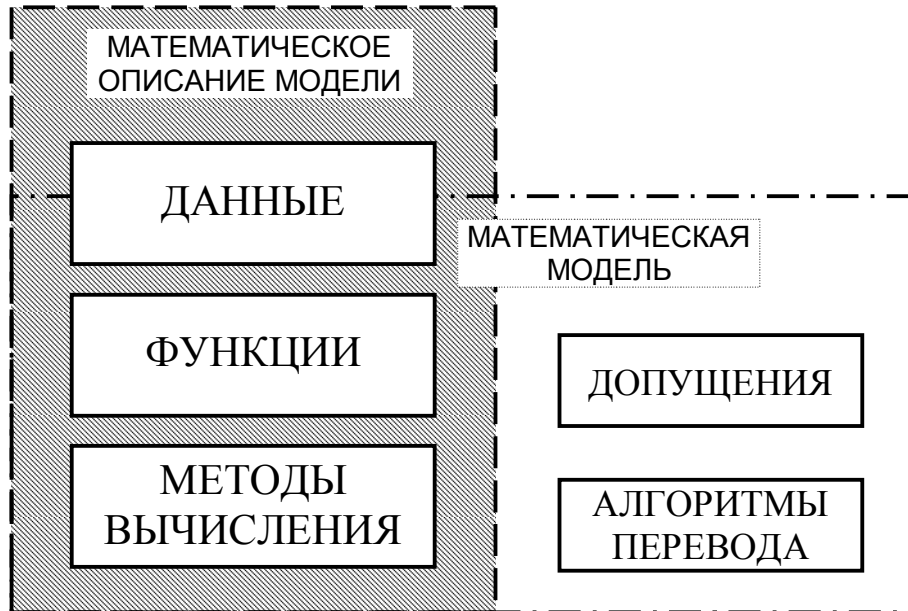 МАТЕМАТИЧЕСКОЕ
ОПИСАНИЕ МОДЕЛИ
ДАННЫЕ
МАТЕМАТИЧЕСКАЯ
МОДЕЛЬ
ФУНКЦИИ
ДОПУЩЕНИЯ
МЕТОДЫ
ВЫЧИСЛЕНИЯ
АЛГОРИТМЫ
ПЕРЕВОДА